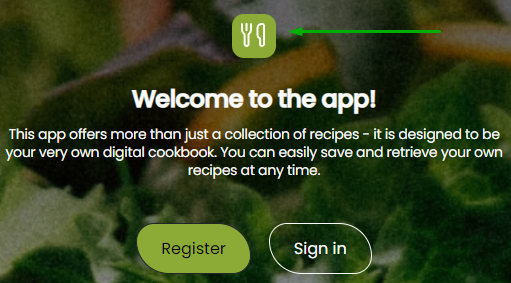 Welcome to the app!
This app offers more than just a collection of recipes - it is designed to be
your very own digital cookbook. You can easily save and retrieve your own
recipes at any time.
Register
Sign in